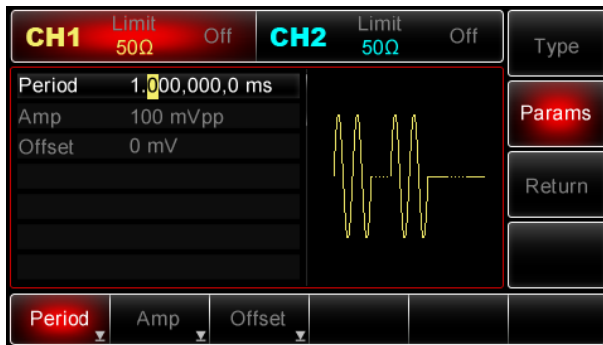 CH1 Limit 50Ω Off CH2 Limit 50Ω Off
Type
Period 1.000,000,0 ms
Amp 100 mVpp
Offset 0 mV
Params
Return
Period Amp Offset